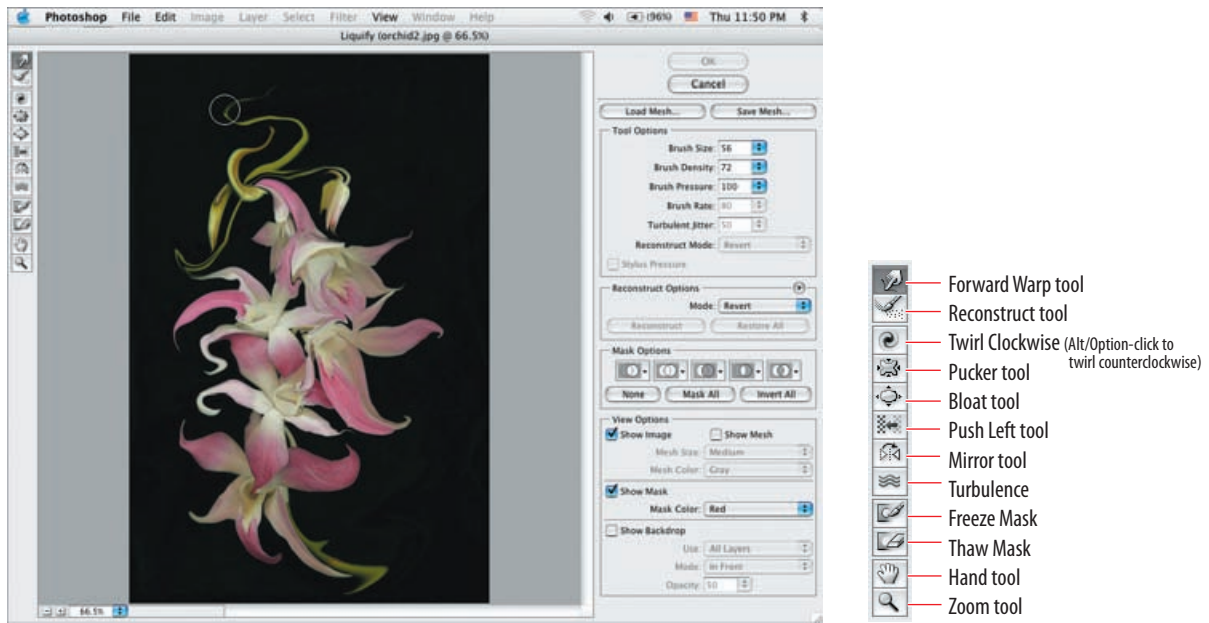 Photoshop File Edit Image Layer Select Filter View Window Help (96%) Thu 11:50 PM
Liquify (orchid2.jpg @ 66.5%)
OK
Cancel
Load Mesh... Save Mesh...
Tool Options
Brush Size: 56
Brush Density: 72
Brush Pressure: 100
Brush Rate: 80
Turbulent Jitter: 50
Reconstruct Mode: Revert
Stylus Pressure
Reconstruct Options
Mode: Revert
Reconstruct Restore All
Mask Options
None Mask All Invert All
View Options
Show Image Show Mesh
Mesh Size: Medium
Mesh Color: Gray
Show Mask
Mask Color: Red
Show Backdrop
Use: All Layers
Mode: In Front
Opacity: 50
66.5%
Forward Warp tool
Reconstruct tool
Twirl Clockwise (Alt/Option-click to
twirl counterclockwise)
Pucker tool
Bloat tool
Push Left tool
Mirror tool
Turbulence
Freeze Mask
Thaw Mask
Hand tool
Zoom tool